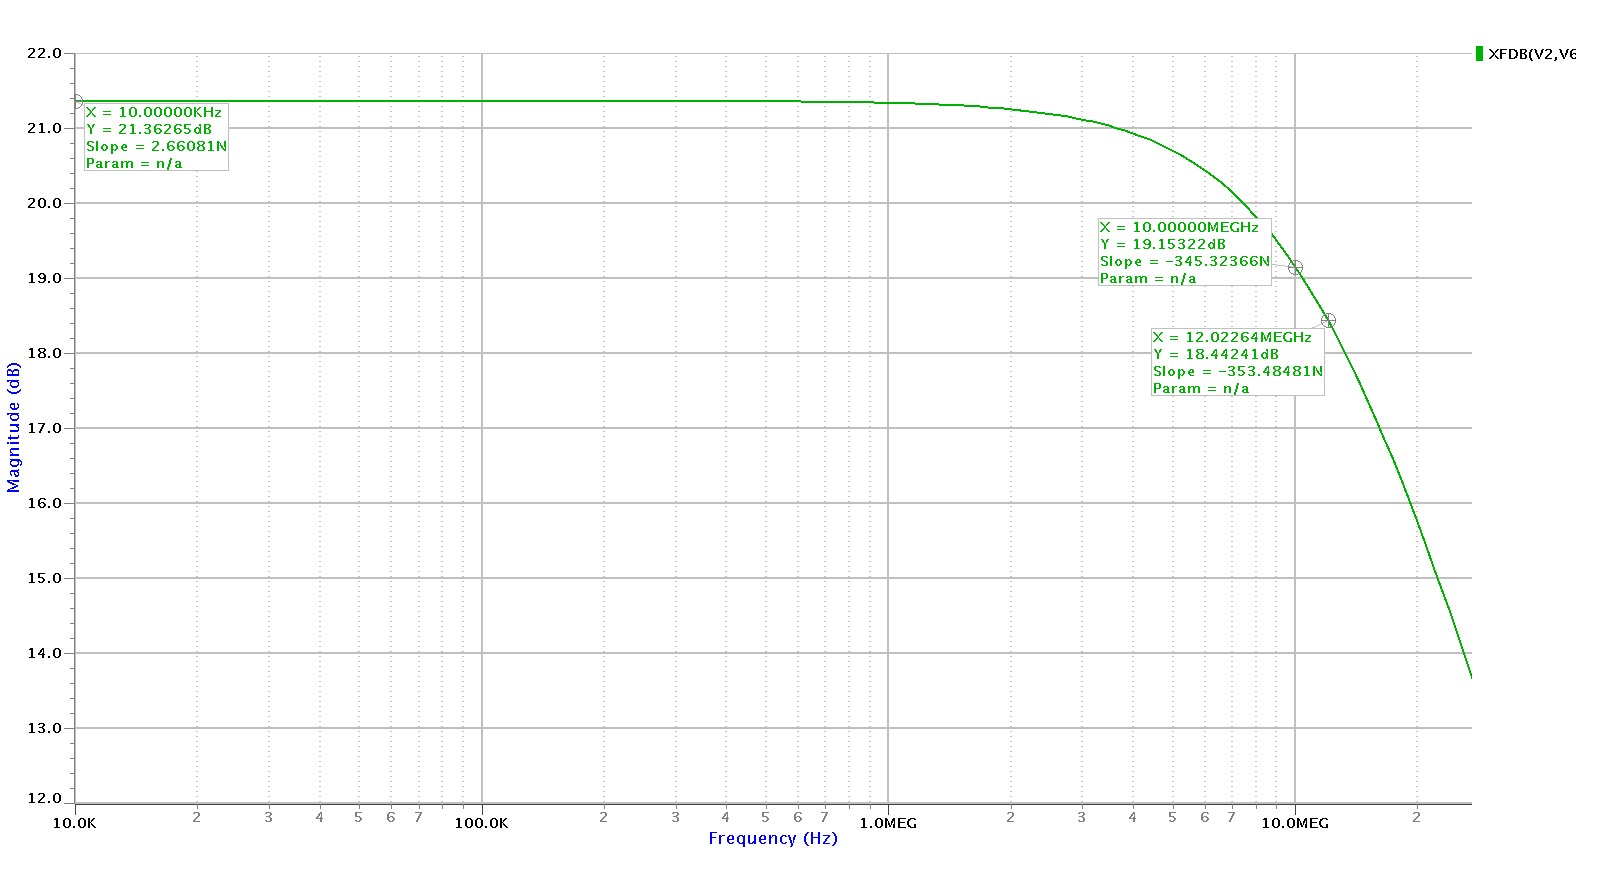 22.0
XFDB(V2,V6
X = 10.00000KHz
Y = 21.36265dB
Slope = 2.66081N
Param = n/a
21.0
20.0
X = 10.00000MEGHz
Y = 19.15322dB
Slope = -345.32366N
Param = n/a
19.0
X = 12.02264MEGHz
Y = 18.44241dB
Slope = -353.48481N
Param = n/a
18.0
17.0
16.0
15.0
14.0
13.0
12.0
Magnitude (dB)
10.0K 2 3 4 5 6 7 100.0K 2 3 4 5 6 7 1.0MEG 2 3 4 5 6 7 10.0MEG 2
Frequency (Hz)